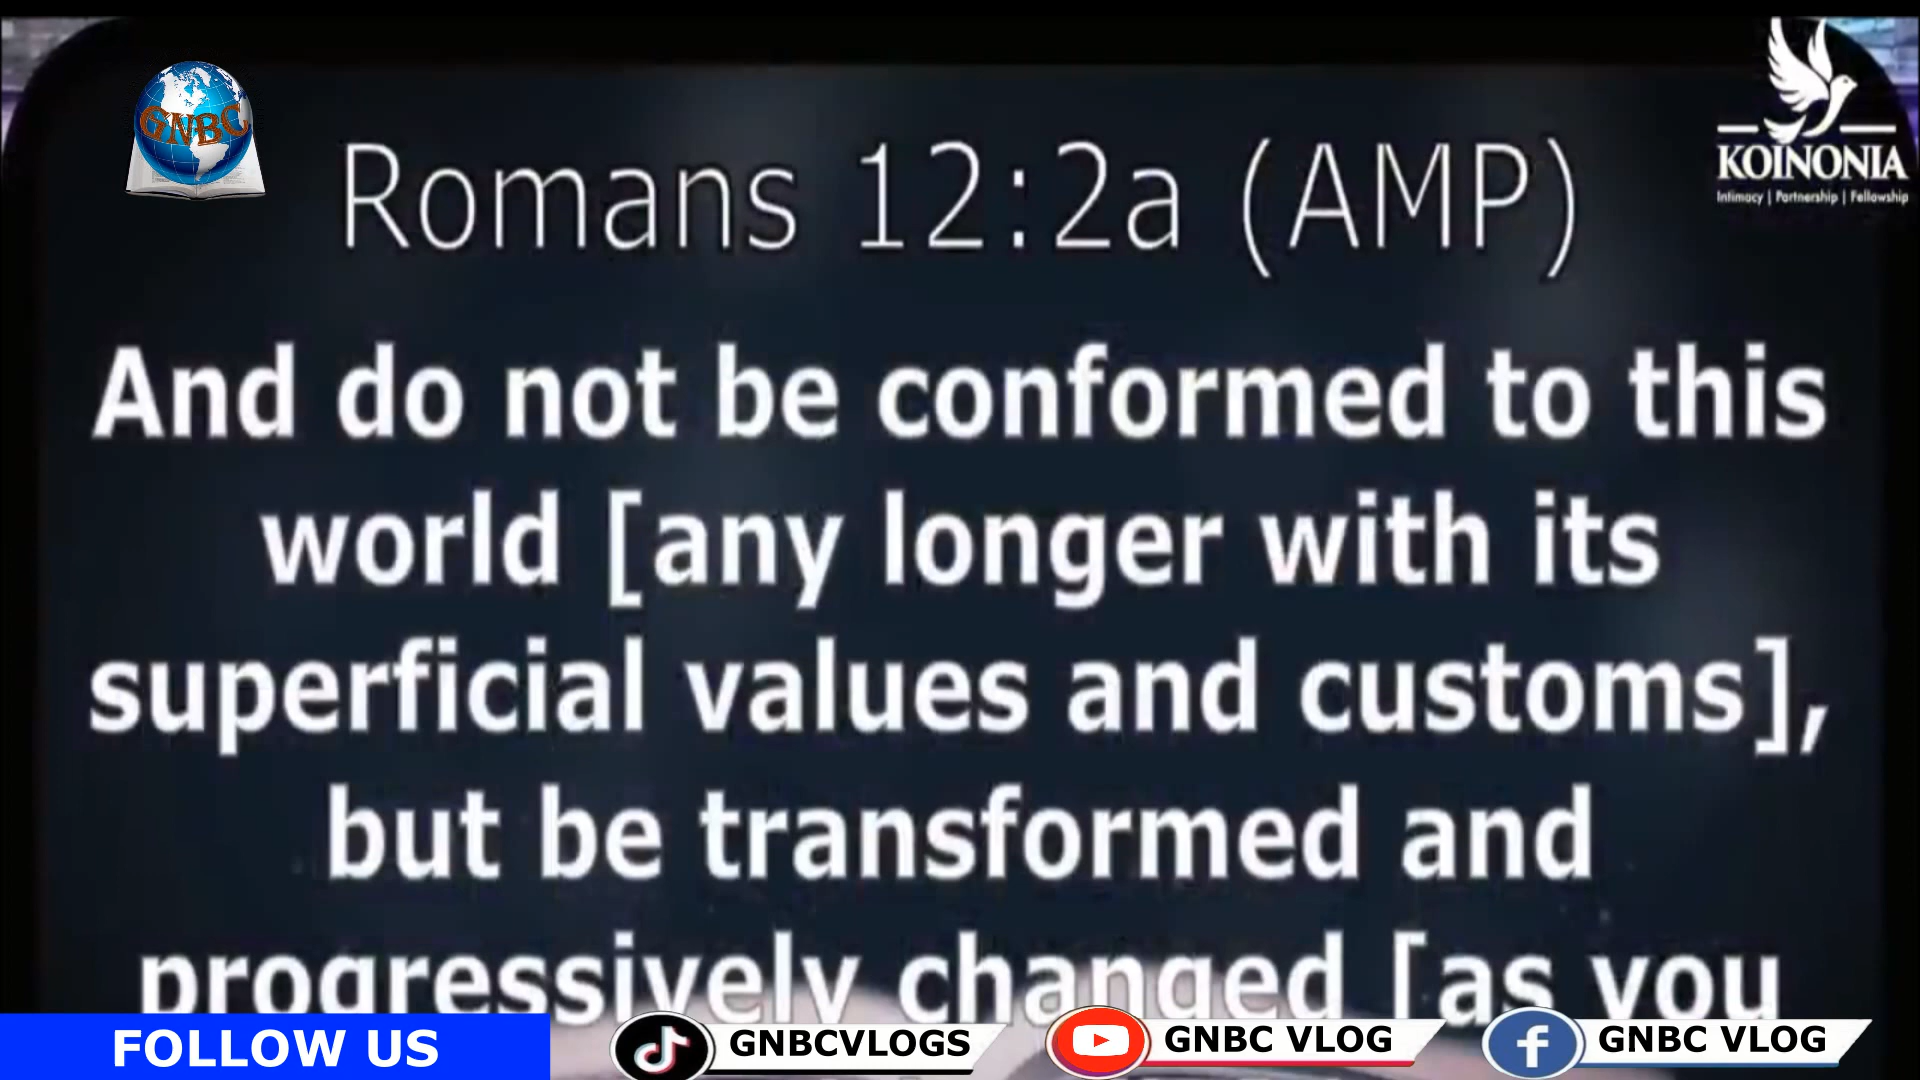 GNBC
KOINONIA
Intimacy | Partnership | Fellowship
Romans 12:2a (AMP)
And do not be conformed to this
world [any longer with its
superficial values and customs],
but be transformed and
progressively changed [as you
FOLLOW US
GNBCVLOGS
GNBC VLOG
GNBC VLOG